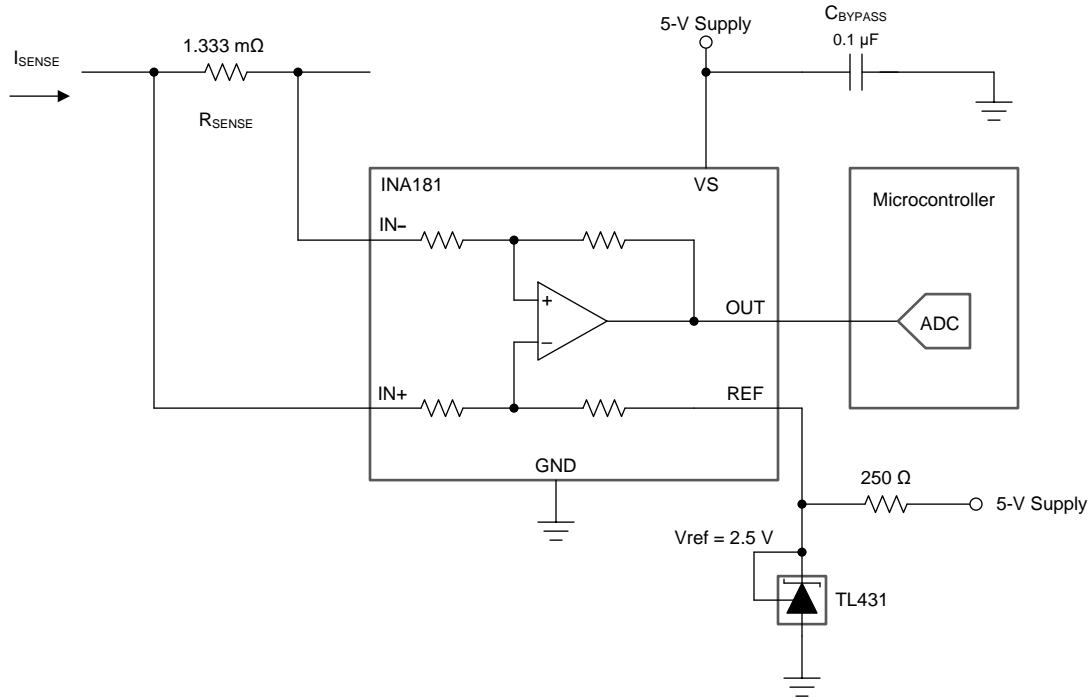 5-V Supply
CBYPASS
0.1 µF
ISENSE
1.333 mΩ
RSENSE
INA181
VS
Microcontroller
IN–
+
OUT
ADC
–
IN+
REF
GND
250 Ω
5-V Supply
Vref = 2.5 V
TL431